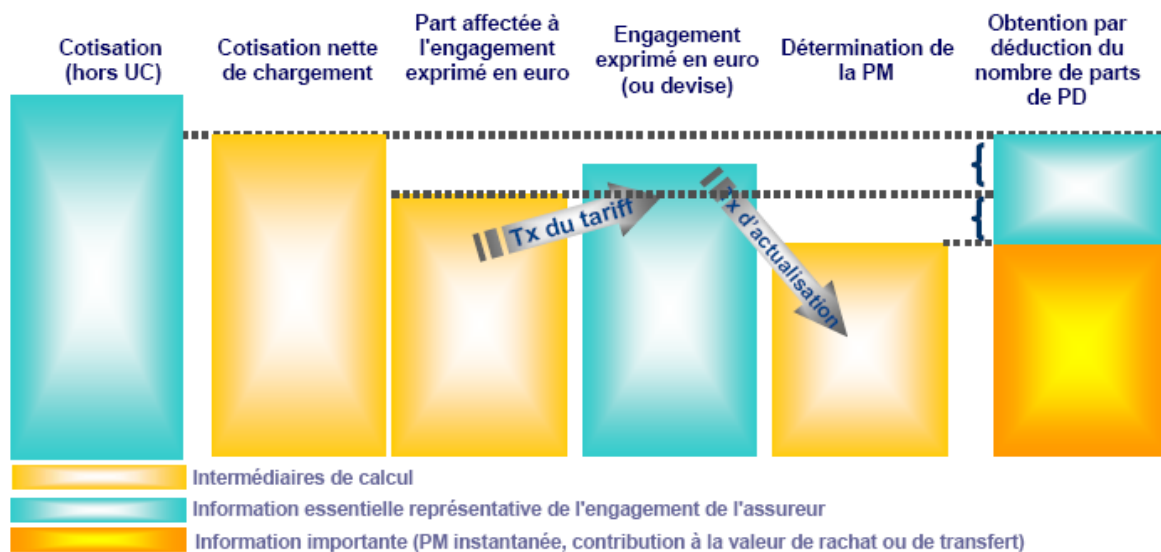 Cotisation
(hors UC)
Cotisation nette
de chargement
Part affectée à
l'engagement
exprimé en euro
Engagement
exprimé en euro
(ou devise)
Détermination de
la PM
Obtention par
déduction du
nombre de parts
de PD
Tx du tariff
Tx d'actualisation
Intermédiaires de calcul
Information essentielle représentative de l'engagement de l'assureur
Information importante (PM instantanée, contribution à la valeur de rachat ou de transfert)